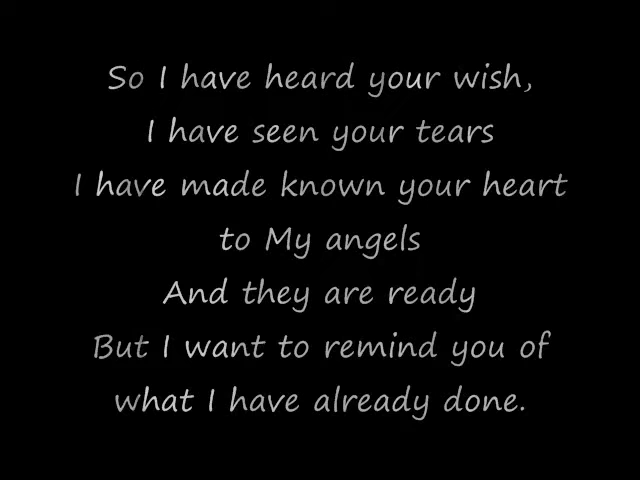 So I have heard your wish,
I have seen your tears
I have made known your heart
to My angels
And they are ready
But I want to remind you of
what I have already done.